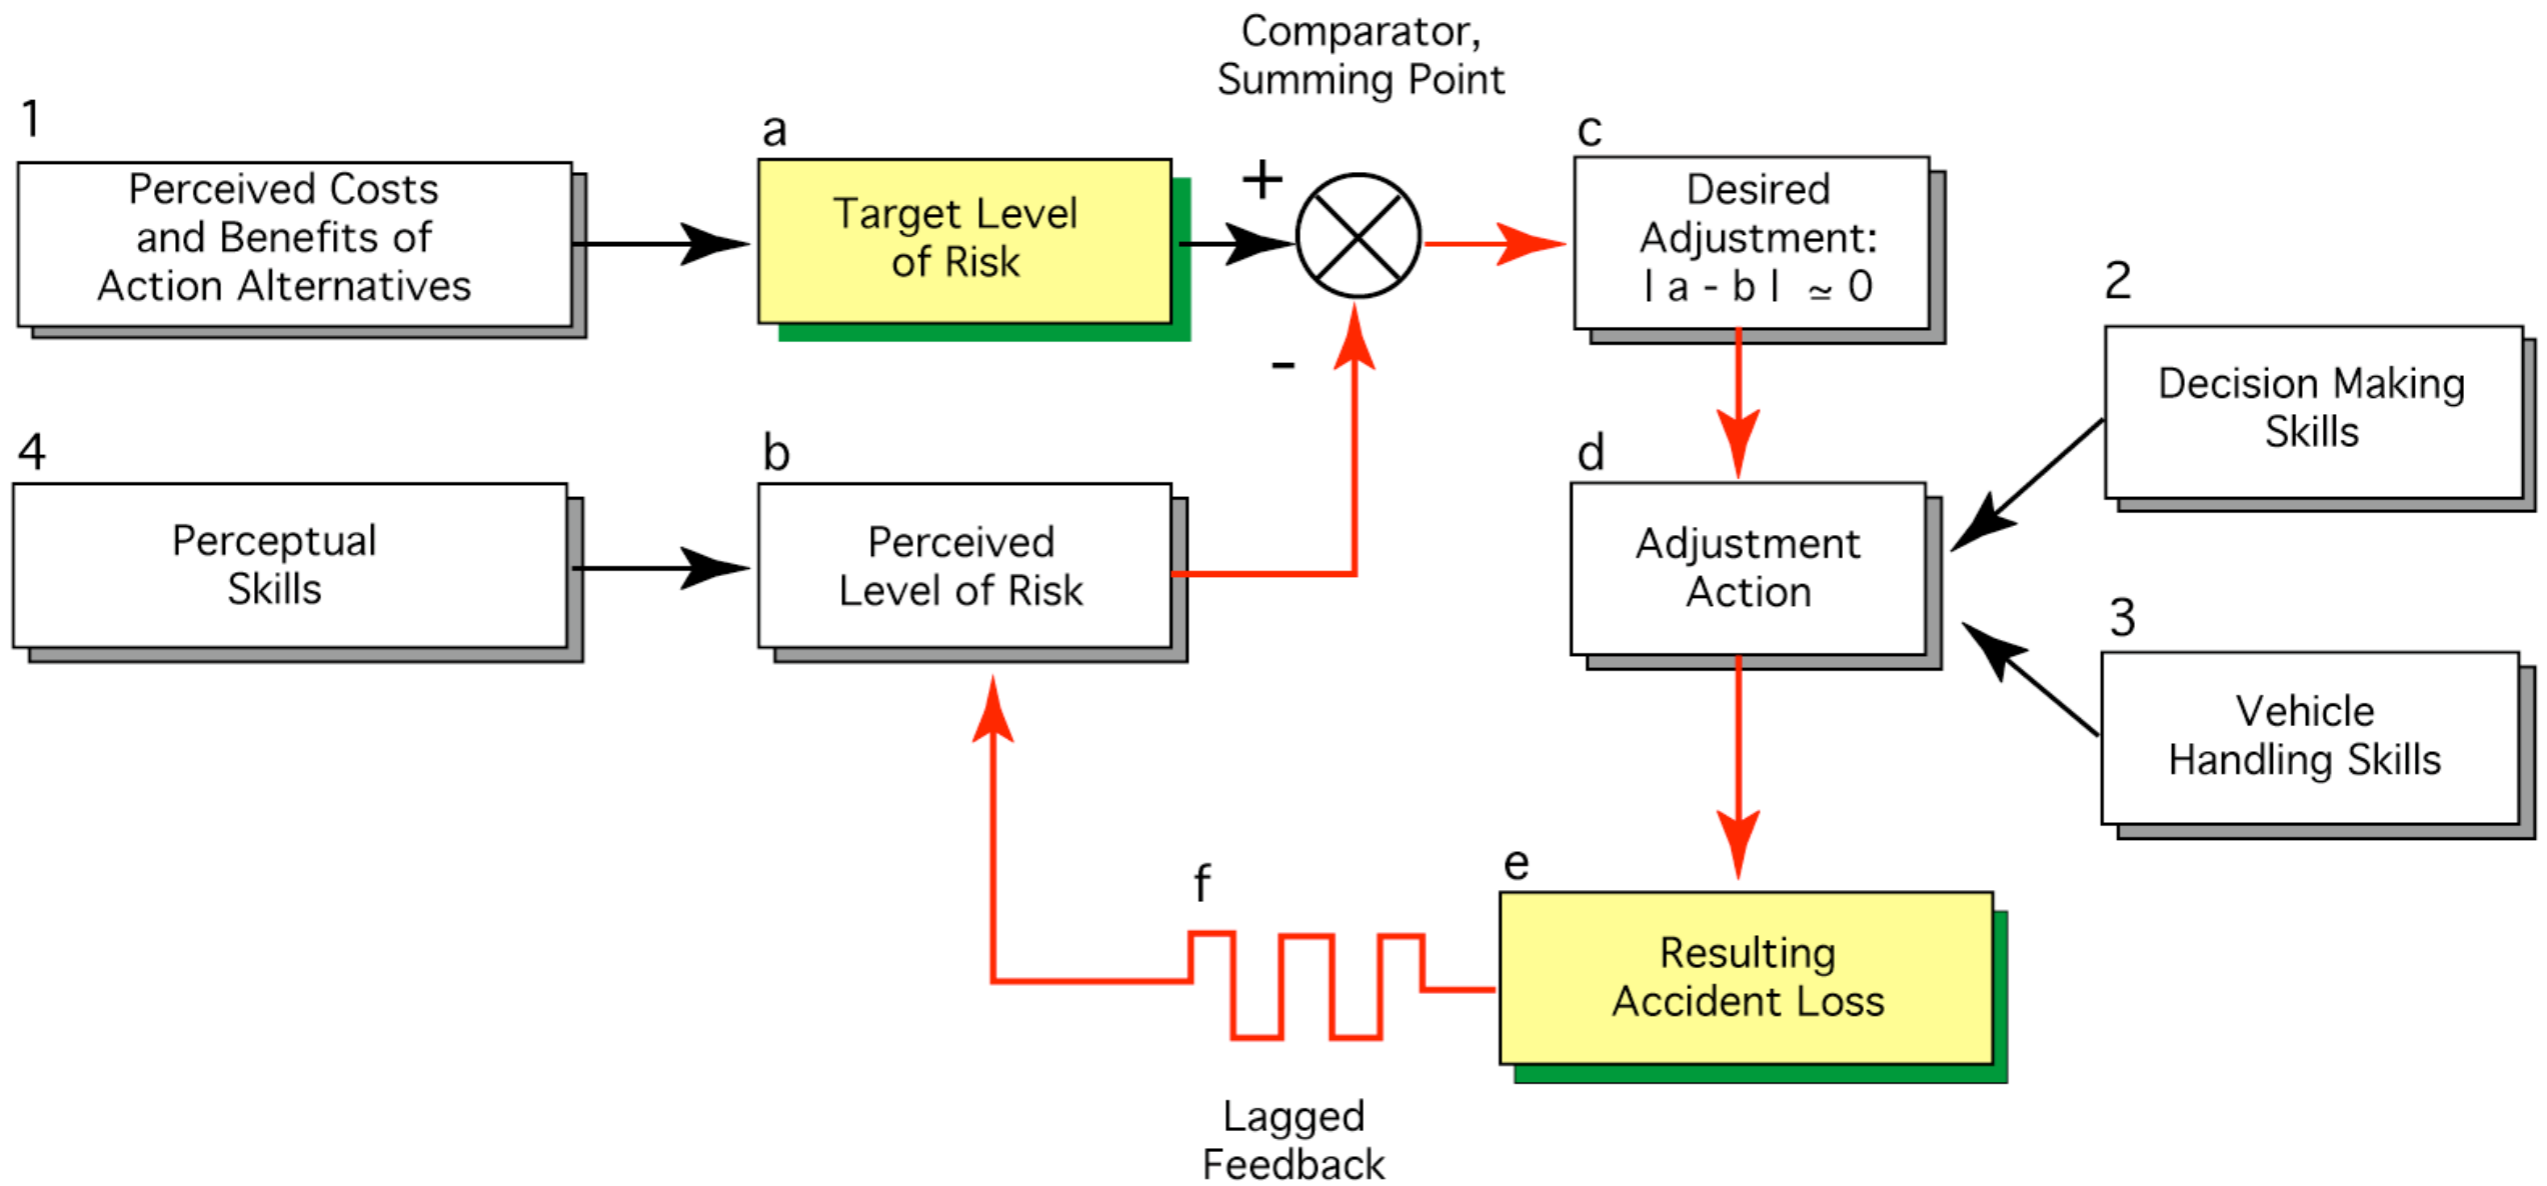 Comparator,
Summing Point
1
Perceived Costs
and Benefits of
Action Alternatives
a
Target Level
of Risk
+
-
c
Desired
Adjustment:
| a - b | ≃ 0
2
Decision Making
Skills
4
Perceptual
Skills
b
Perceived
Level of Risk
d
Adjustment
Action
3
Vehicle
Handling Skills
f
e
Resulting
Accident Loss
Lagged
Feedback